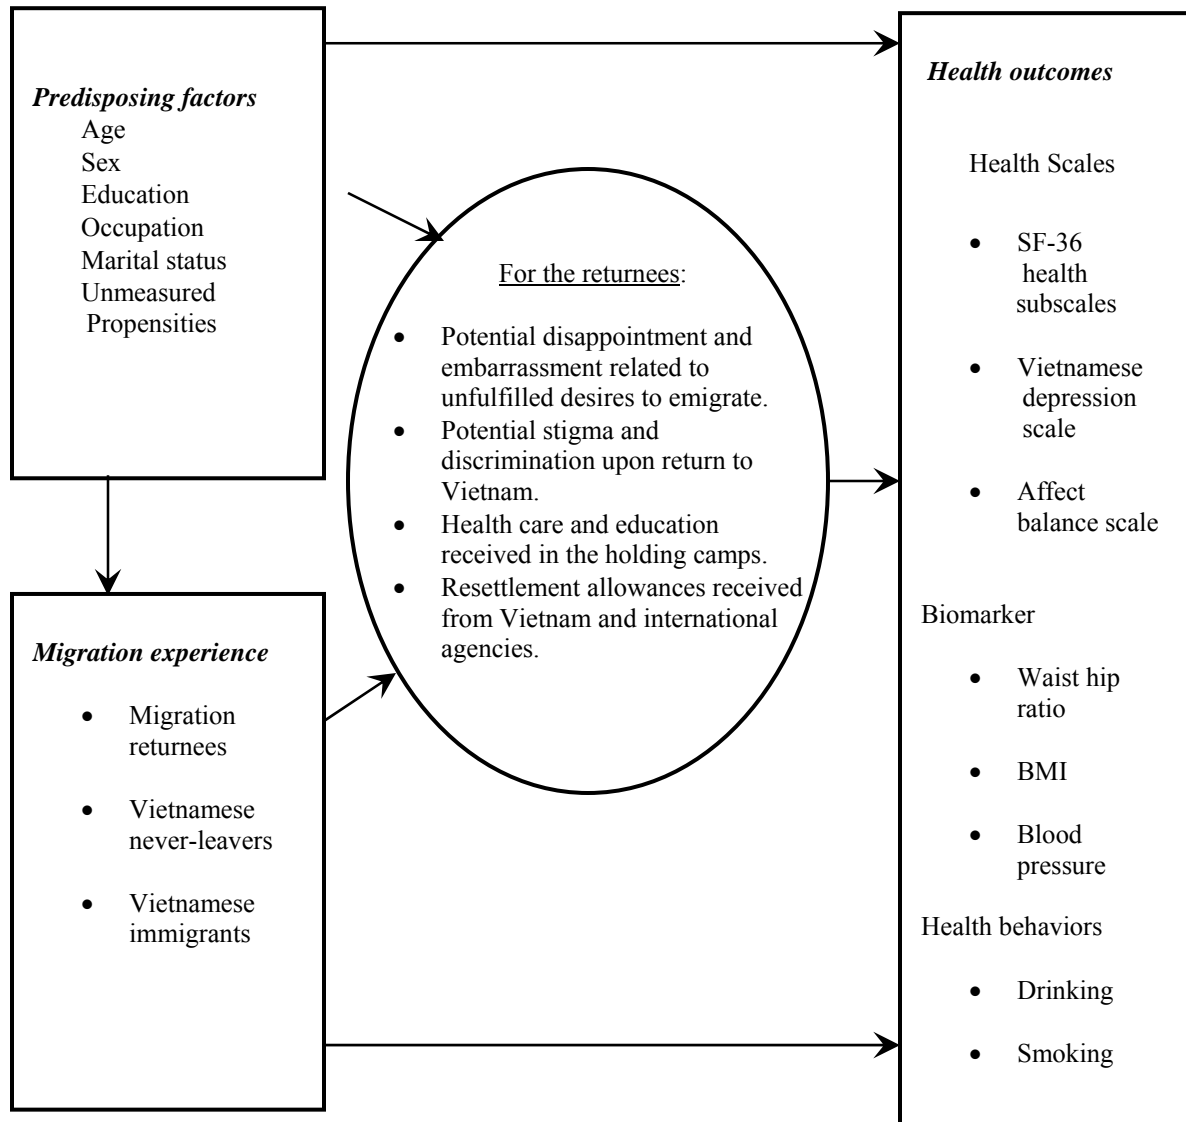 Predisposing factors
Age
Sex
Education
Occupation
Marital status
Unmeasured
Propensities
Migration experience
• Migration
returnees
• Vietnamese
never-leavers
• Vietnamese
immigrants
For the returnees:
• Potential disappointment and
embarrassment related to
unfulfilled desires to emigrate.
• Potential stigma and
discrimination upon return to
Vietnam.
• Health care and education
received in the holding camps.
• Resettlement allowances received
from Vietnam and international
agencies.
Health outcomes
Health Scales
• SF-36
health
subscales
• Vietnamese
depression
scale
• Affect
balance scale
Biomarker
• Waist hip
ratio
• BMI
• Blood
pressure
Health behaviors
• Drinking
• Smoking